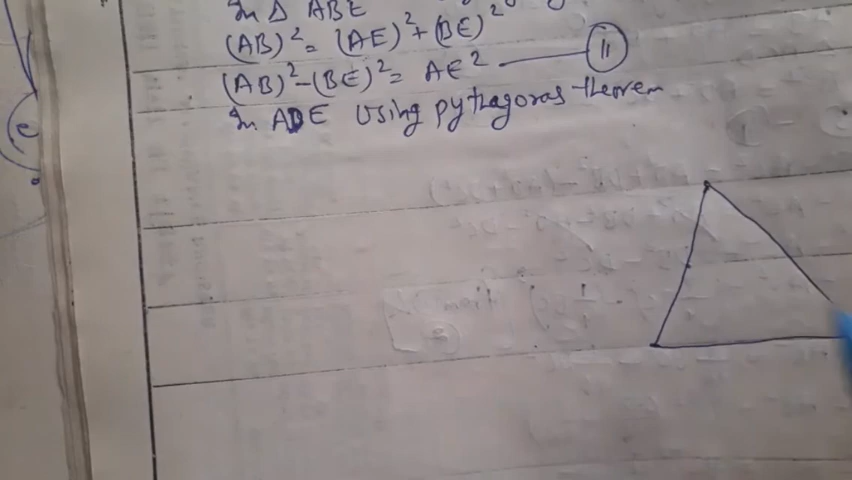 In Δ ABE
(AB)² = (AE)² + (BE)²
(AB)² – (BE)² = AE² — II
In ADE Using pythagoras theorem